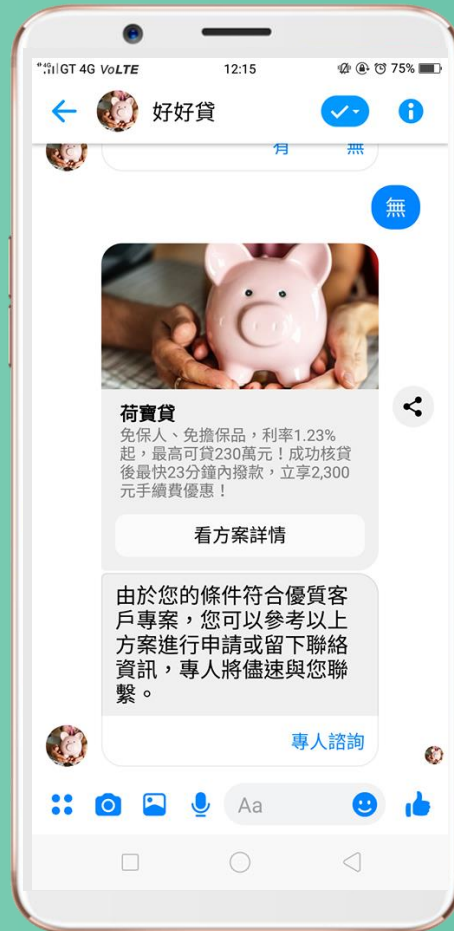 4G GT 4G VoLTE 12:15 75%
好好貸
有 無
無
荷寶貸
免保人、免擔保品，利率1.23%
起，最高可貸230萬元！成功核貸
後最快23分鐘內撥款，立享2,300
元手續費優惠！
看方案詳情
由於您的條件符合優質客
戶專案，您可以參考以上
方案進行申請或留下聯絡
資訊，專人將儘速與您聯
繫。
專人諮詢
Aa